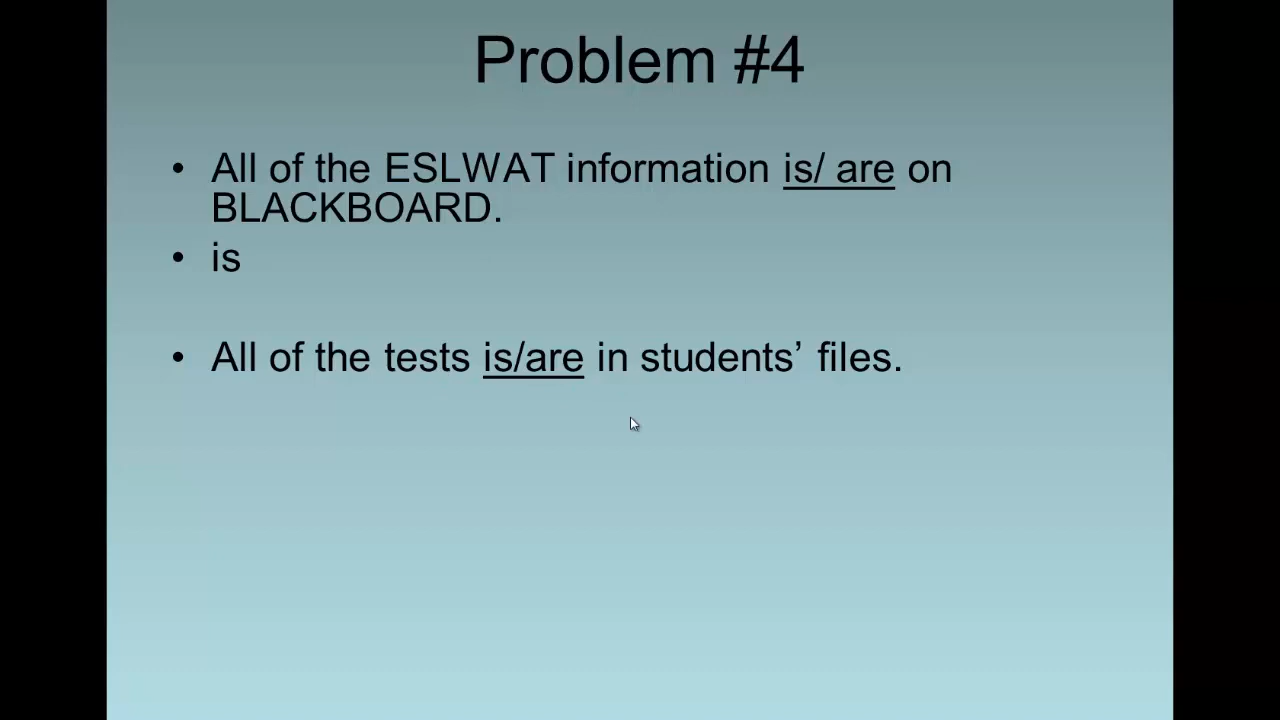 Problem #4
• All of the ESLWAT information is/ are on
BLACKBOARD.
• is
• All of the tests is/are in students’ files.